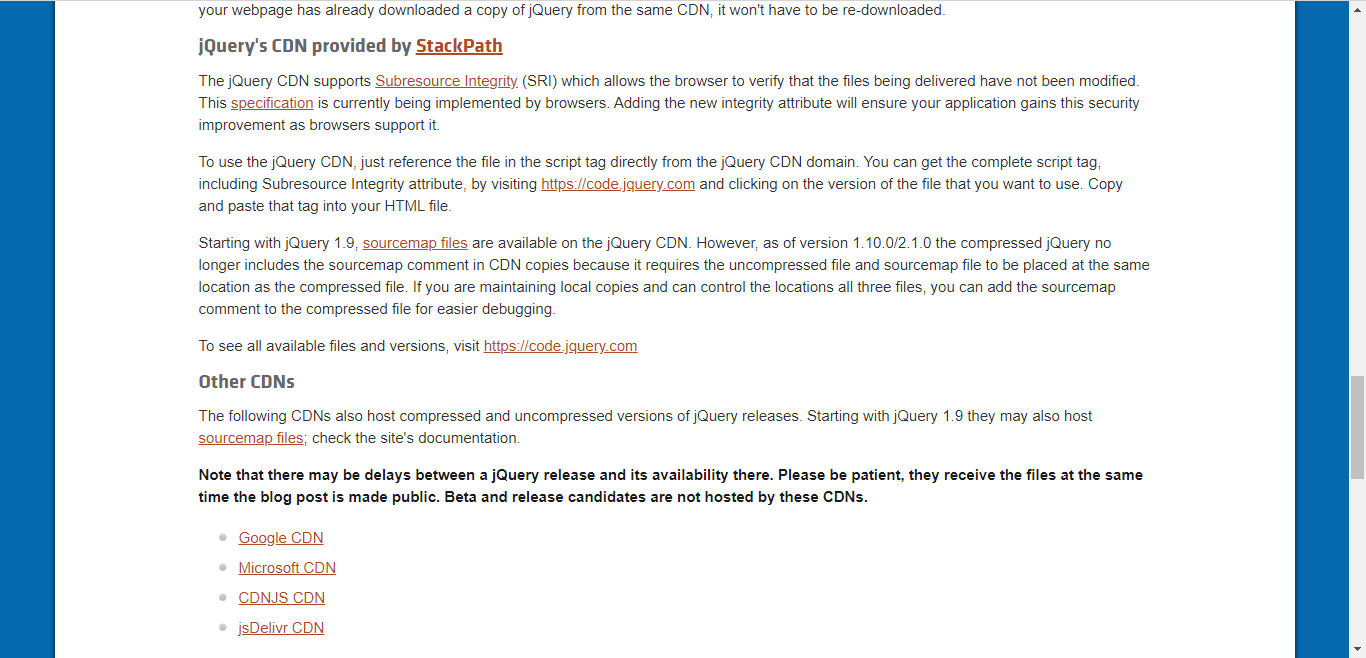 your webpage has already downloaded a copy of jQuery from the same CDN, it won't have to be re-downloaded.
jQuery's CDN provided by StackPath
The jQuery CDN supports Subresource Integrity (SRI) which allows the browser to verify that the files being delivered have not been modified.
This specification is currently being implemented by browsers. Adding the new integrity attribute will ensure your application gains this security
improvement as browsers support it.
To use the jQuery CDN, just reference the file in the script tag directly from the jQuery CDN domain. You can get the complete script tag,
including Subresource Integrity attribute, by visiting https://code.jquery.com and clicking on the version of the file that you want to use. Copy
and paste that tag into your HTML file.
Starting with jQuery 1.9, sourcemap files are available on the jQuery CDN. However, as of version 1.10.0/2.1.0 the compressed jQuery no
longer includes the sourcemap comment in CDN copies because it requires the uncompressed file and sourcemap file to be placed at the same
location as the compressed file. If you are maintaining local copies and can control the locations all three files, you can add the sourcemap
comment to the compressed file for easier debugging.
To see all available files and versions, visit https://code.jquery.com
Other CDNs
The following CDNs also host compressed and uncompressed versions of jQuery releases. Starting with jQuery 1.9 they may also host
sourcemap files; check the site's documentation.
Note that there may be delays between a jQuery release and its availability there. Please be patient, they receive the files at the same
time the blog post is made public. Beta and release candidates are not hosted by these CDNs.
Google CDN
Microsoft CDN
CDNJS CDN
jsDelivr CDN